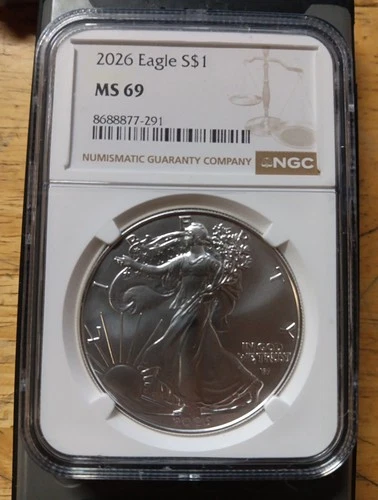 2026 Eagle S$1
MS 69
8688877-291
NUMISMATIC GUARANTY COMPANY NGC
LIBERTY
IN GOD
WE TRUST